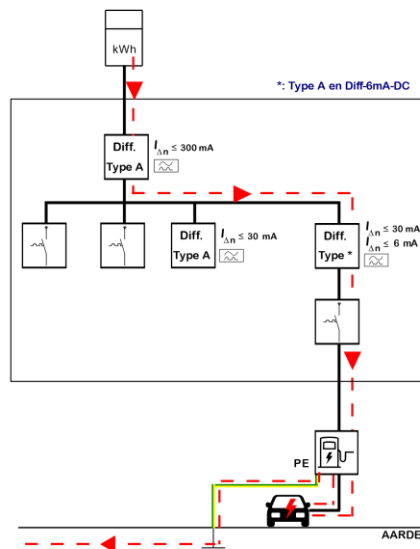 kWh
*: Type A en Diff-6mA-DC
Diff.
Type A
IΔn ≤ 300 mA
Diff.
Type A
IΔn ≤ 30 mA
Diff.
Type *
IΔn ≤ 30 mA
IΔn ≤ 6 mA
PE
AARDE